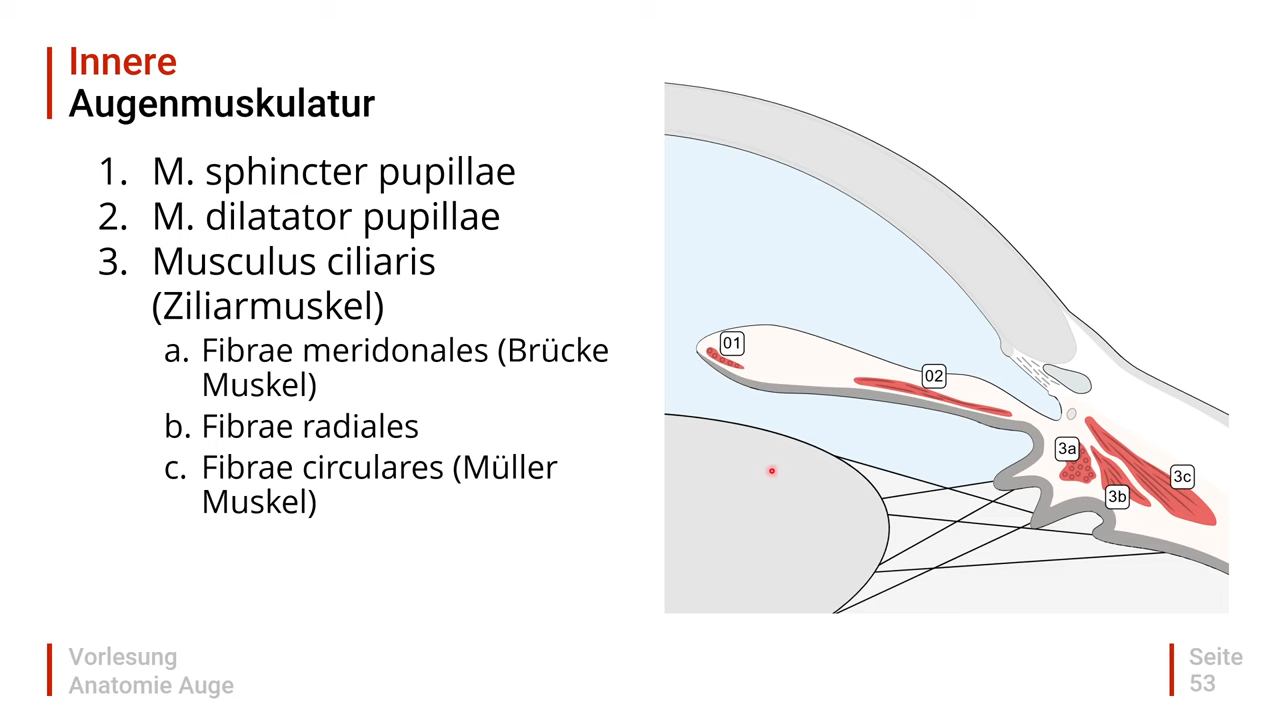 Innere
Augenmuskulatur
1. M. sphincter pupillae
2. M. dilatator pupillae
3. Musculus ciliaris
(Ziliarmuskel)
a. Fibrae meridonales (Brücke
Muskel)
b. Fibrae radiales
c. Fibrae circulares (Müller
Muskel)
01
02
3a
3b
3c
Vorlesung
Anatomie Auge
Seite
53